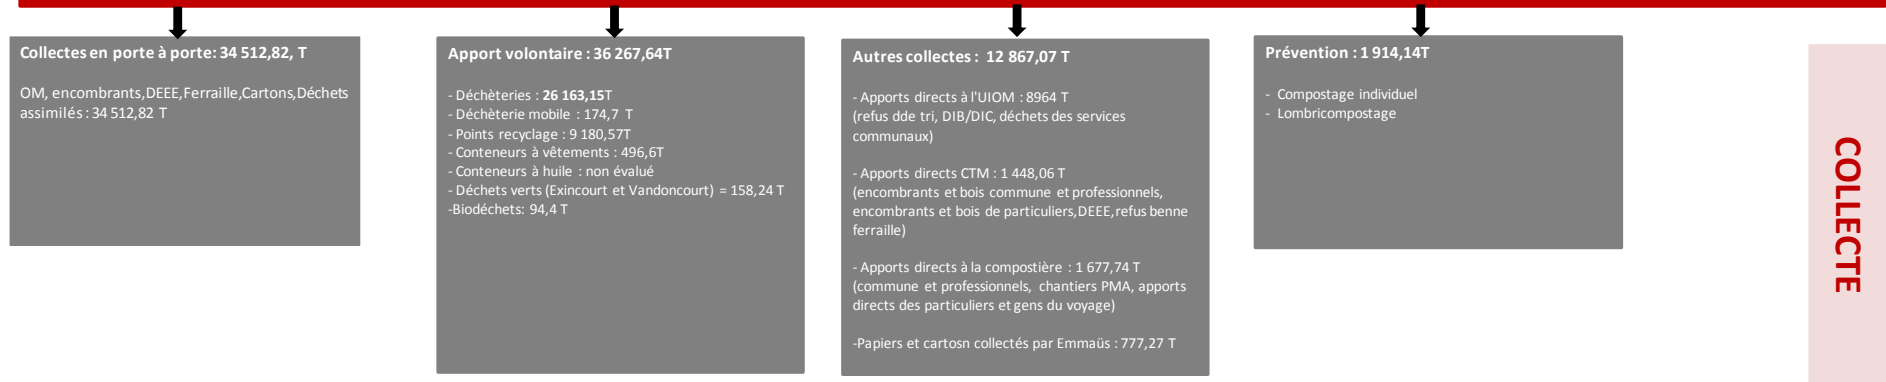 Collectes en porte à porte: 34 512,82, T
OM, encombrants,DEEE,Ferraille,Cartons,Déchets
assimilés : 34 512,82 T
Apport volontaire : 36 267,64T
- Déchèteries : 26 163,15T
- Déchèterie mobile : 174,7 T
- Points recyclage : 9 180,57T
- Conteneurs à vêtements : 496,6T
- Conteneurs à huile : non évalué
- Déchets verts (Exincourt et Vandoncourt) = 158,24 T
-Biodéchets: 94,4 T
Autres collectes : 12 867,07 T
- Apports directs à l'UIOM : 8964 T
(refus dde tri, DIB/DIC, déchets des services
communaux)
- Apports directs CTM : 1 448,06 T
(encombrants et bois commune et professionnels,
encombrants et bois de particuliers,DEEE,refus benne
ferraille)
- Apports directs à la compostière : 1 677,74 T
(commune et professionnels, chantiers PMA, apports
directs des particuliers et gens du voyage)
-Papiers et cartosn collectés par Emmaüs : 777,27 T
Prévention : 1 914,14T
- Compostage individuel
- Lombricompostage
COLLECTE